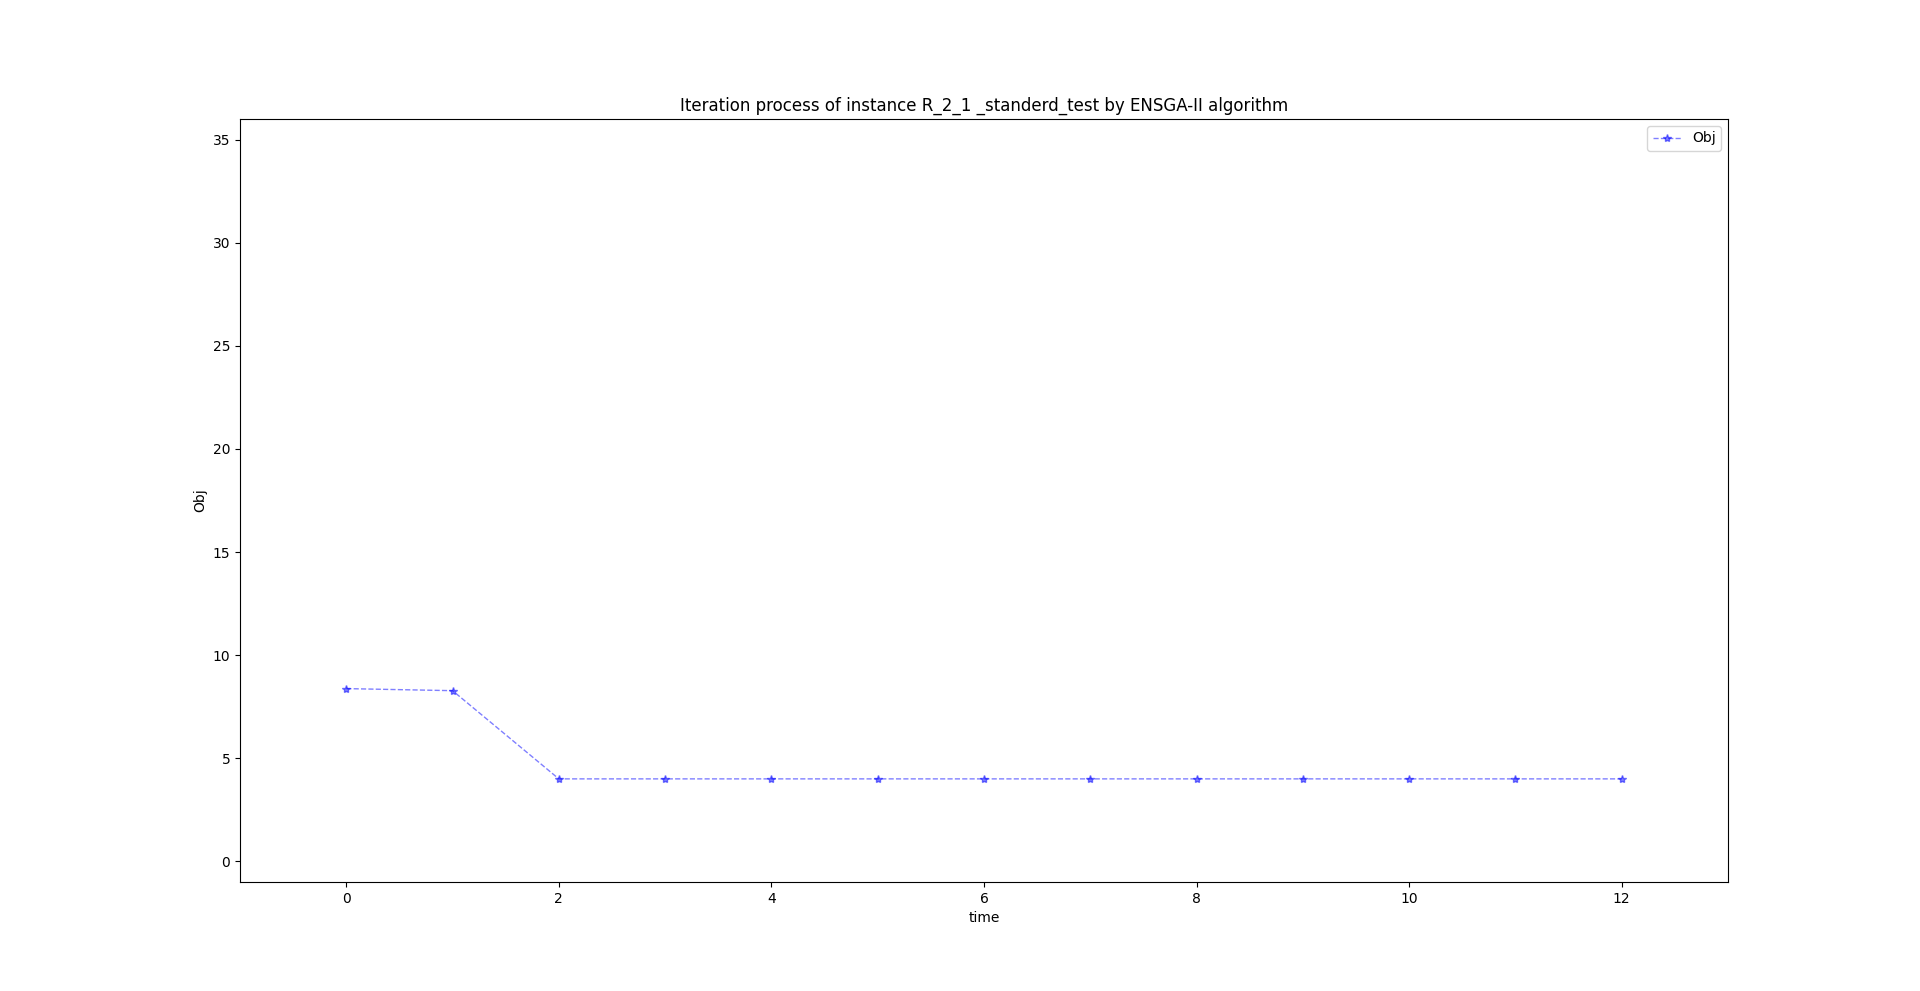 Iteration process of instance R_2_1 _standerd_test by ENSGA-II algorithm
Obj
35
30
25
20
15
10
5
0
Obj
0 2 4 6 8 10 12
time